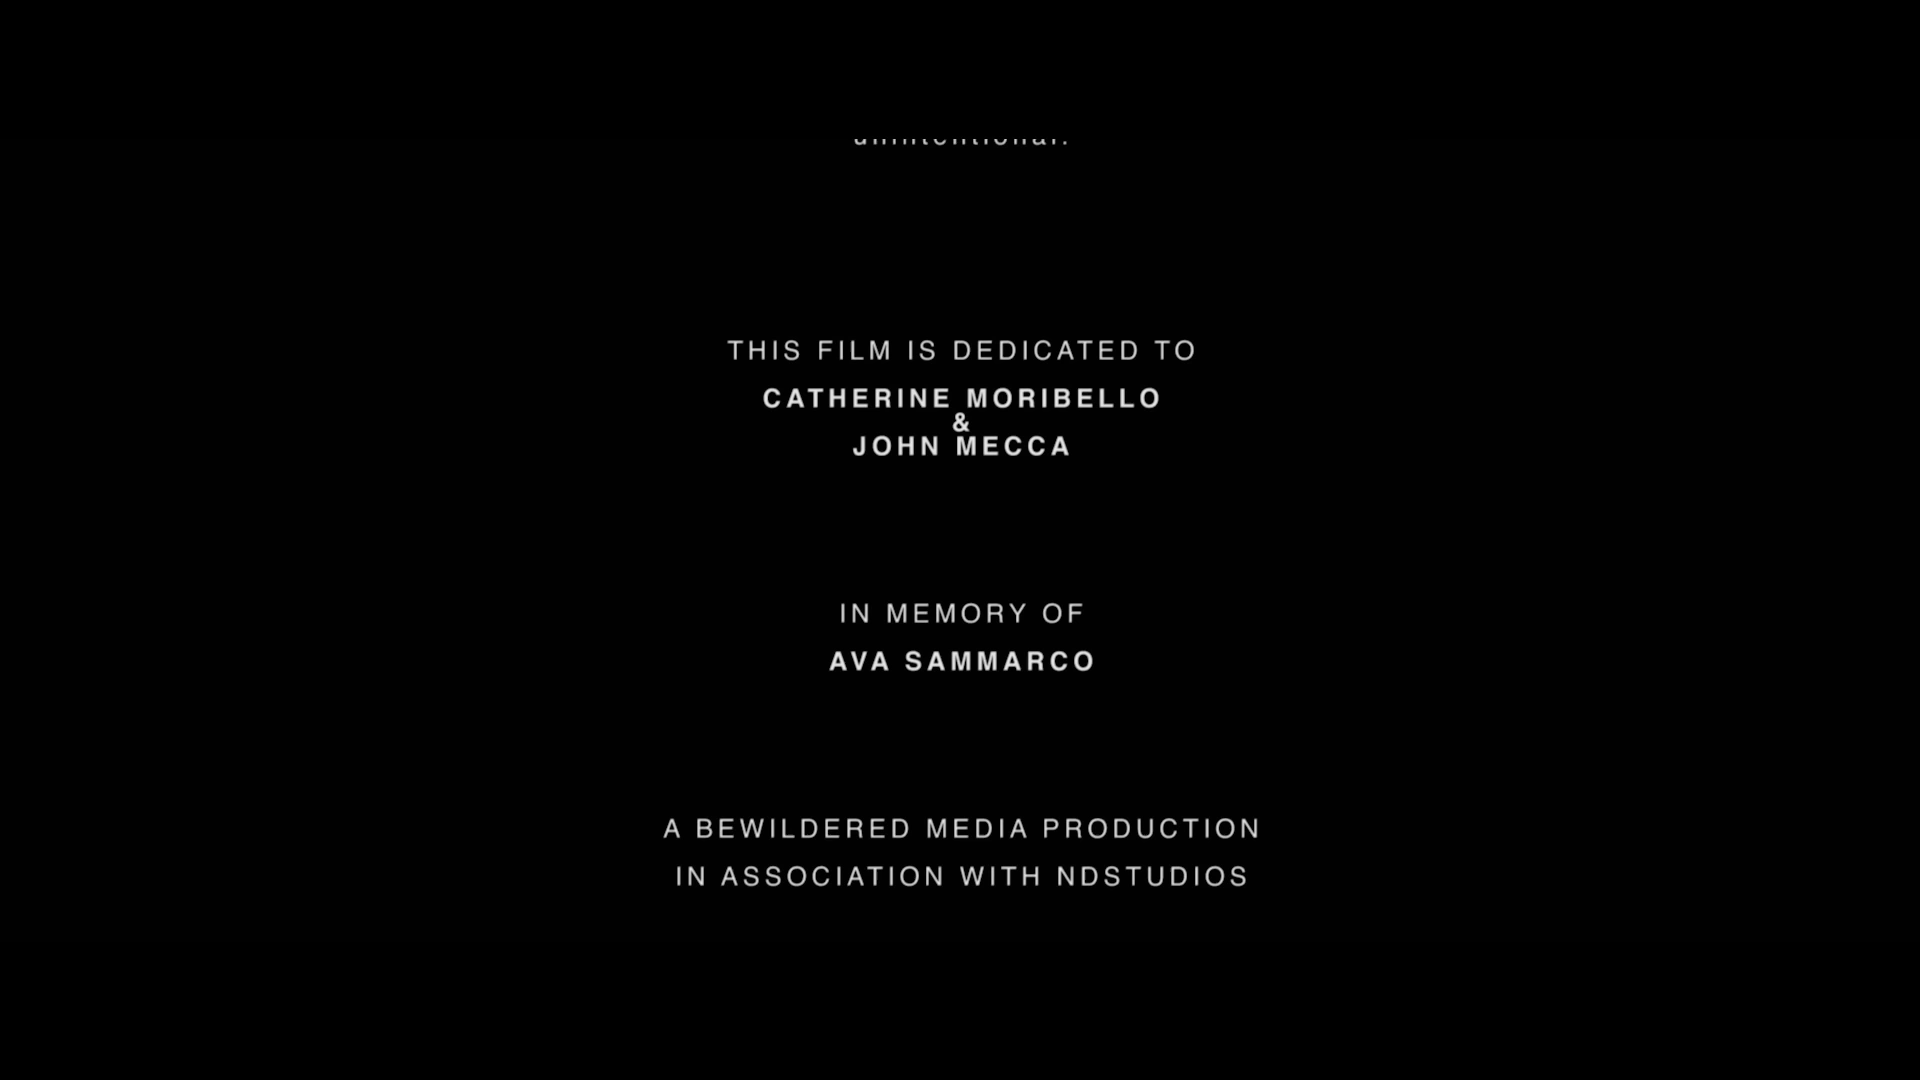 unintentional.
THIS FILM IS DEDICATED TO
CATHERINE MORIBELLO
&
JOHN MECCA
IN MEMORY OF
AVA SAMMARCO
A BEWILDERED MEDIA PRODUCTION
IN ASSOCIATION WITH NDSTUDIOS